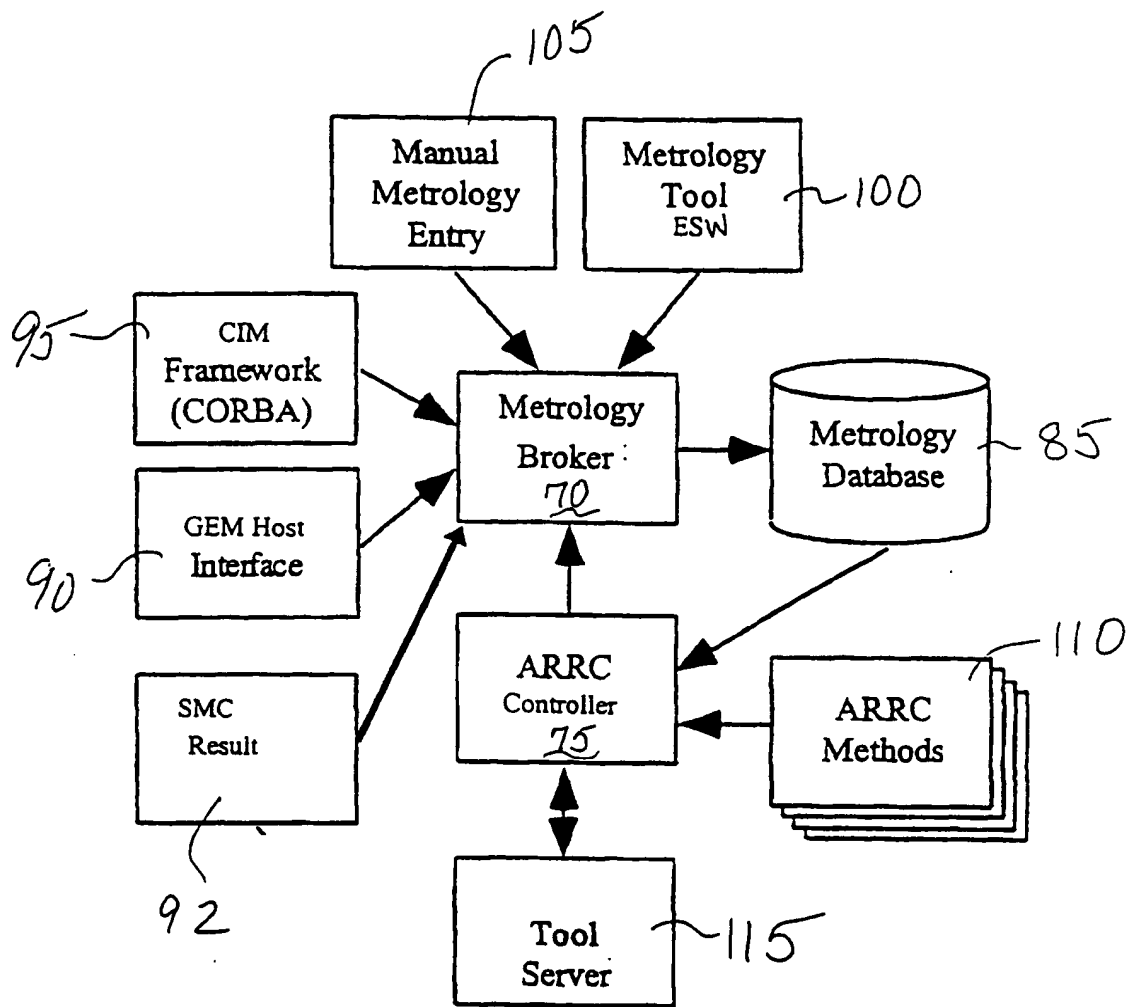 105
Manual
Metrology
Entry
Metrology
Tool
ESW
100
95
CIM
Framework
(CORBA)
Metrology
Broker
70
Metrology
Database
85
GEM Host
Interface
90
ARRC
Controller
75
110
ARRC
Methods
SMC
Result
92
Tool
Server
115